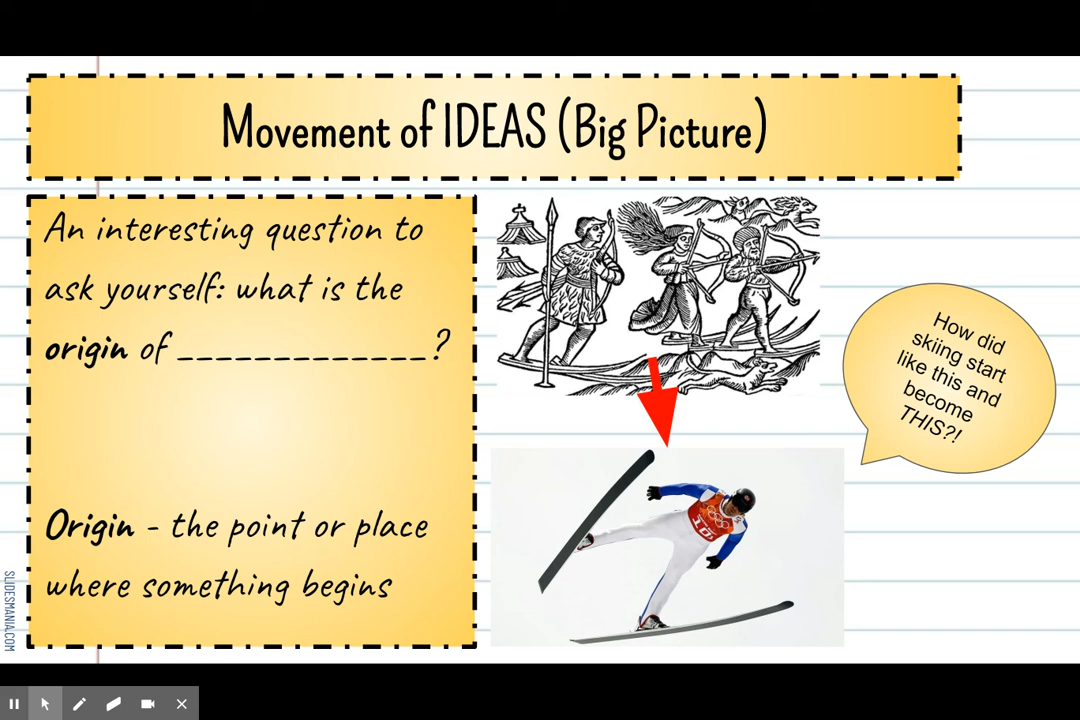 Movement of IDEAS (Big Picture)
An interesting question to
ask yourself: what is the
origin of _____________?
Origin - the point or place
where something begins
How did
skiing start
like this and
become
THIS?!
SLIDESMANIA.COM